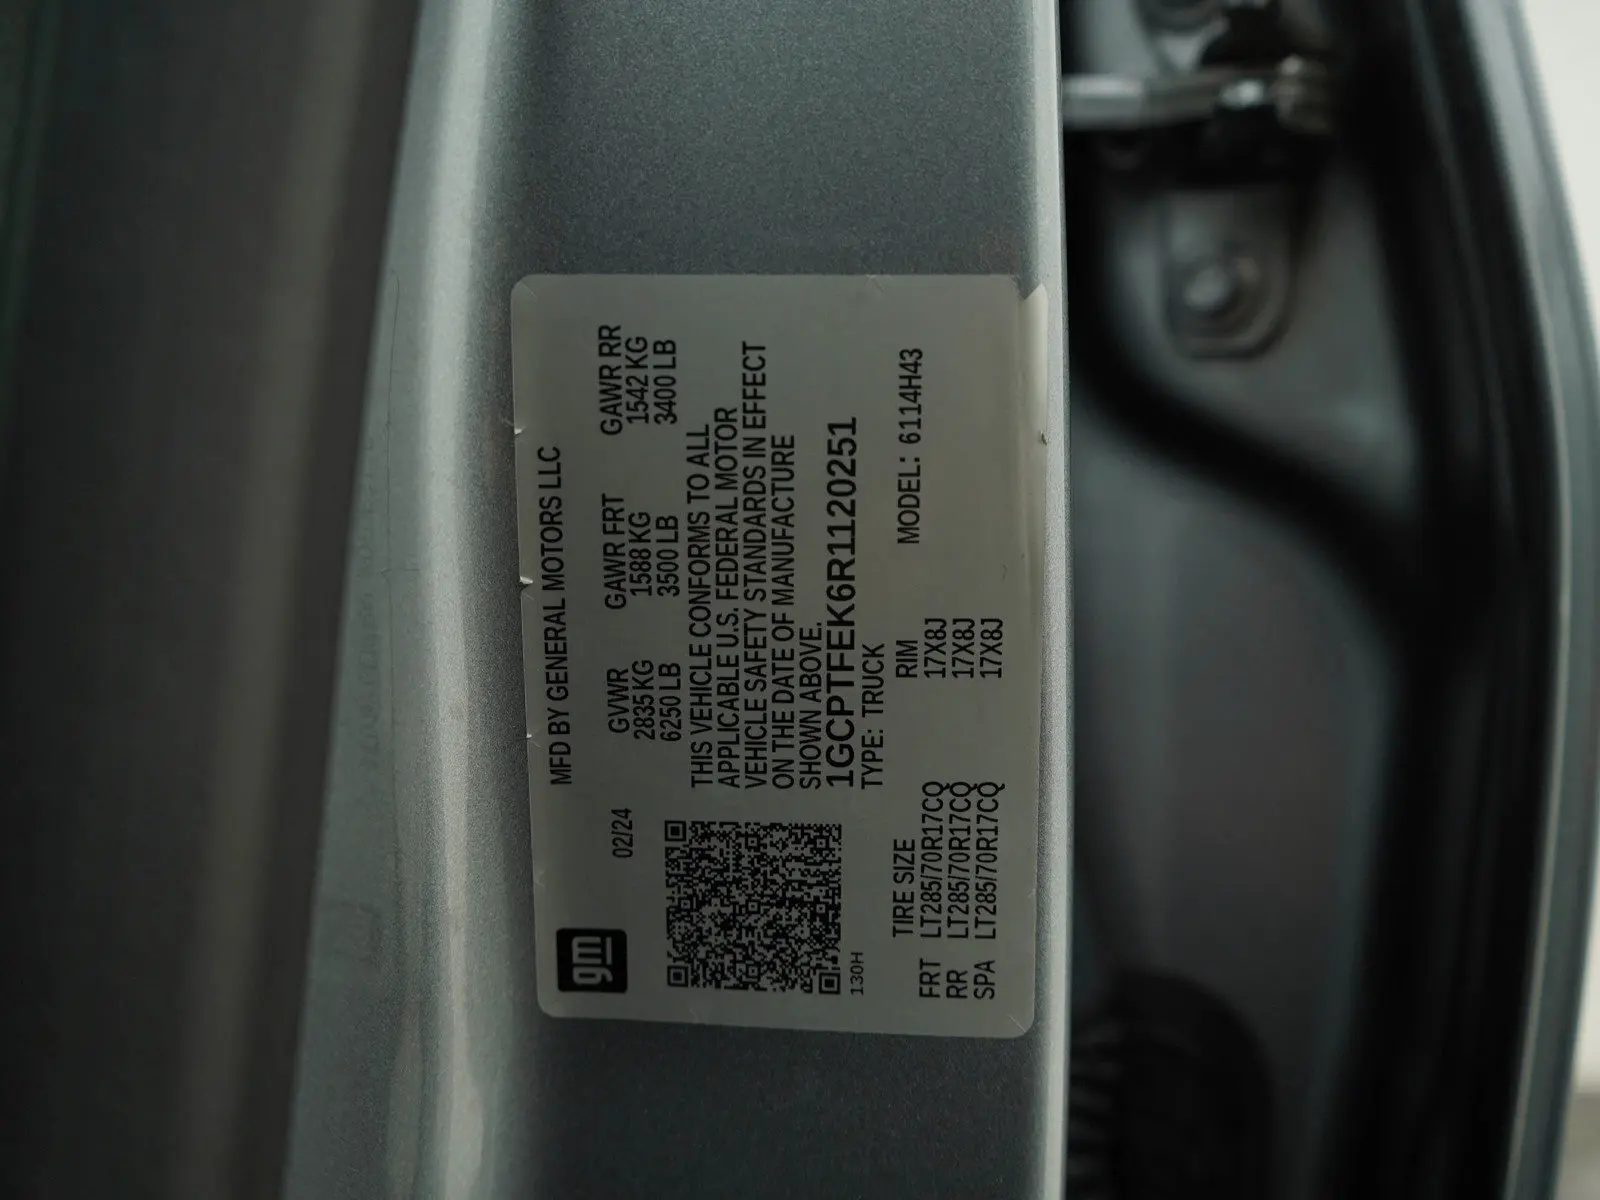 MFD BY GENERAL MOTORS LLC
02/24
GVWR GAWR FRT GAWR RR
2835 KG 1588 KG 1542 KG
6250 LB 3500 LB 3400 LB
THIS VEHICLE CONFORMS TO ALL
APPLICABLE U.S. FEDERAL MOTOR
VEHICLE SAFETY STANDARDS IN EFFECT
ON THE DATE OF MANUFACTURE
SHOWN ABOVE.
1GCPTFEK6R1120251
TYPE: TRUCK
gm
130H
MODEL: 6114H43
TIRE SIZE RIM
FRT LT285/70R17CQ 17X8J
RR LT285/70R17CQ 17X8J
SPA LT285/70R17CQ 17X8J